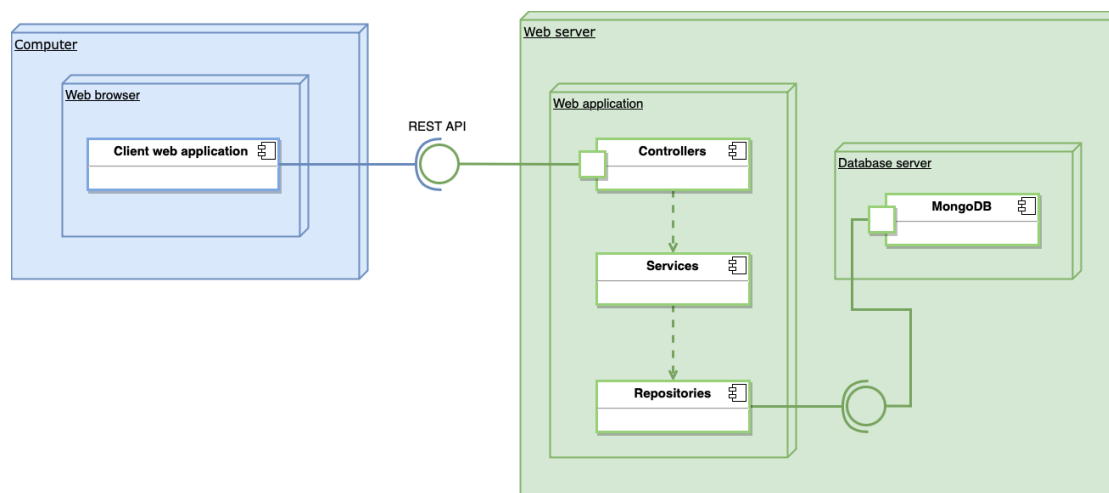 Computer
Web browser
Client web application
REST API
Web server
Web application
Controllers
Services
Repositories
Database server
MongoDB